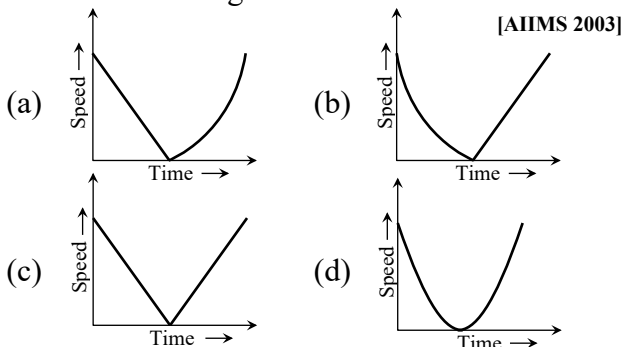 [AIIMS 2003]
(a) Speed → Time →
(b) Speed → Time →
(c) Speed → Time →
(d) Speed → Time →